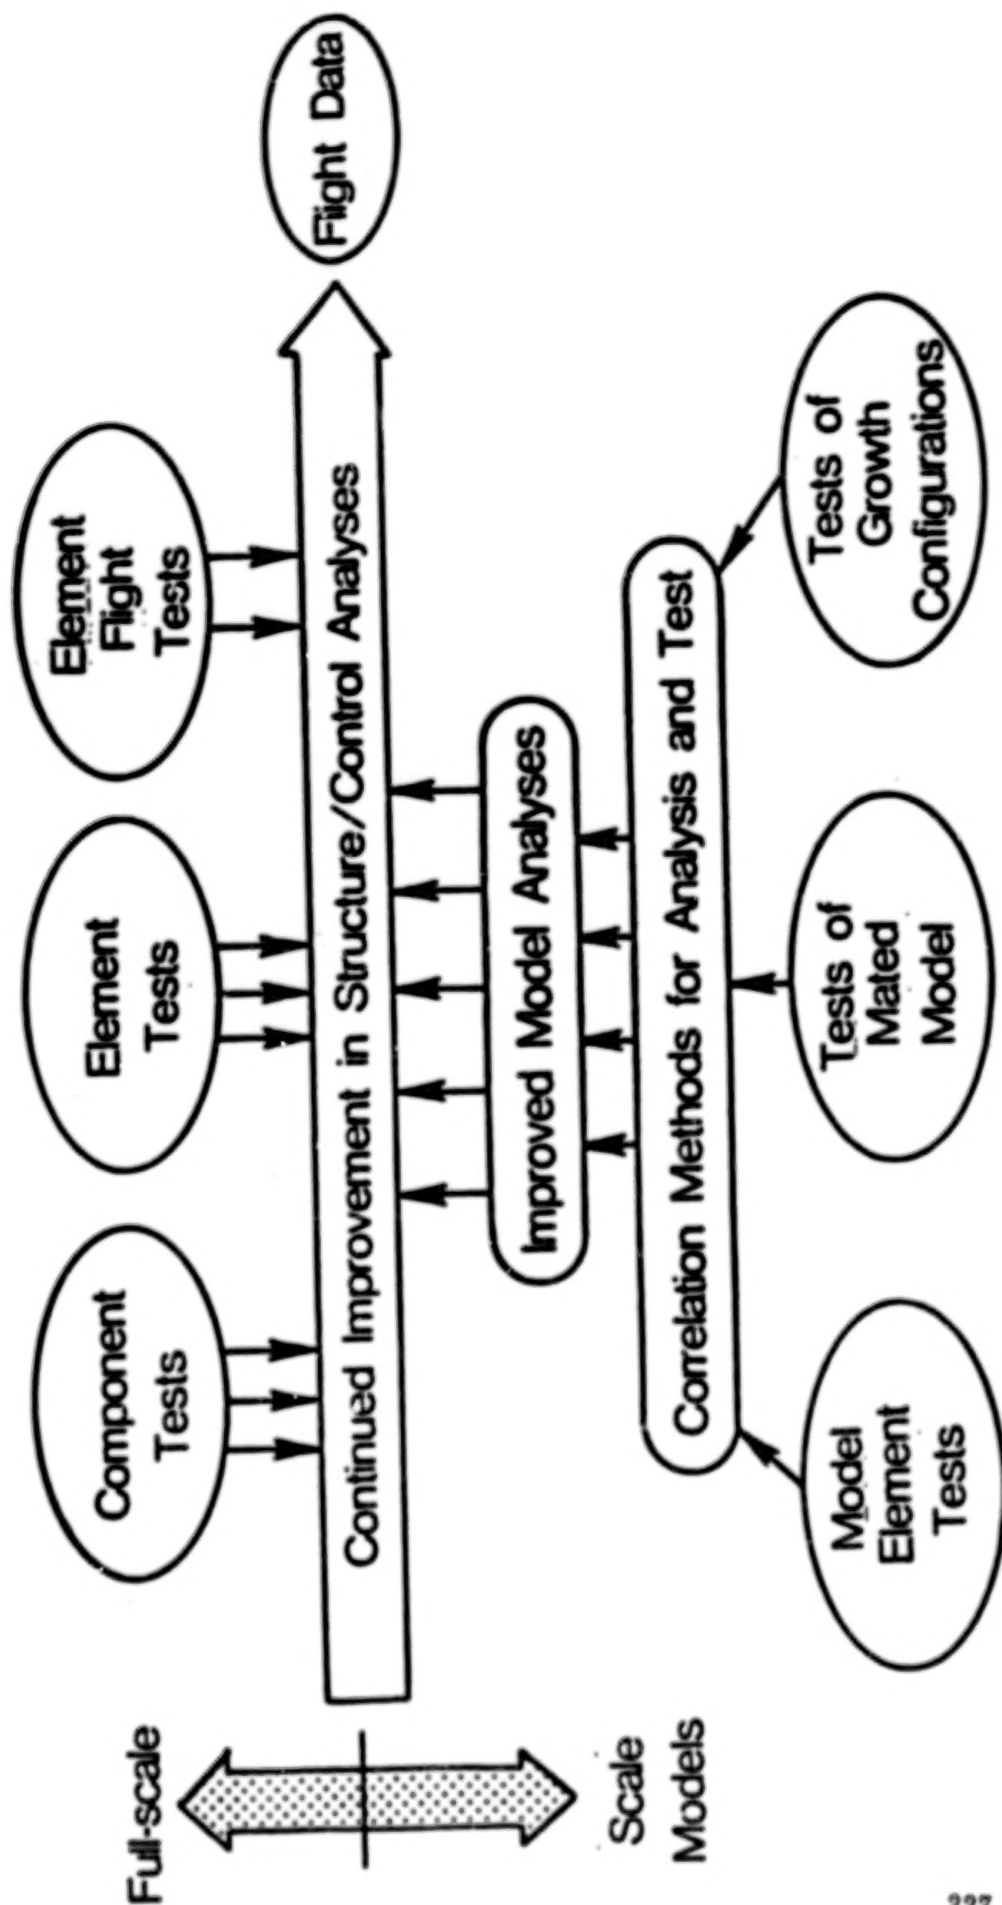 Full-scale
Scale
Models
Component
Tests
Element
Tests
Element
Flight
Tests
Continued Improvement in Structure/Control Analyses
Flight Data
Improved Model Analyses
Correlation Methods for Analysis and Test
Model
Element
Tests
Tests of
Mated
Model
Tests of
Growth
Configurations